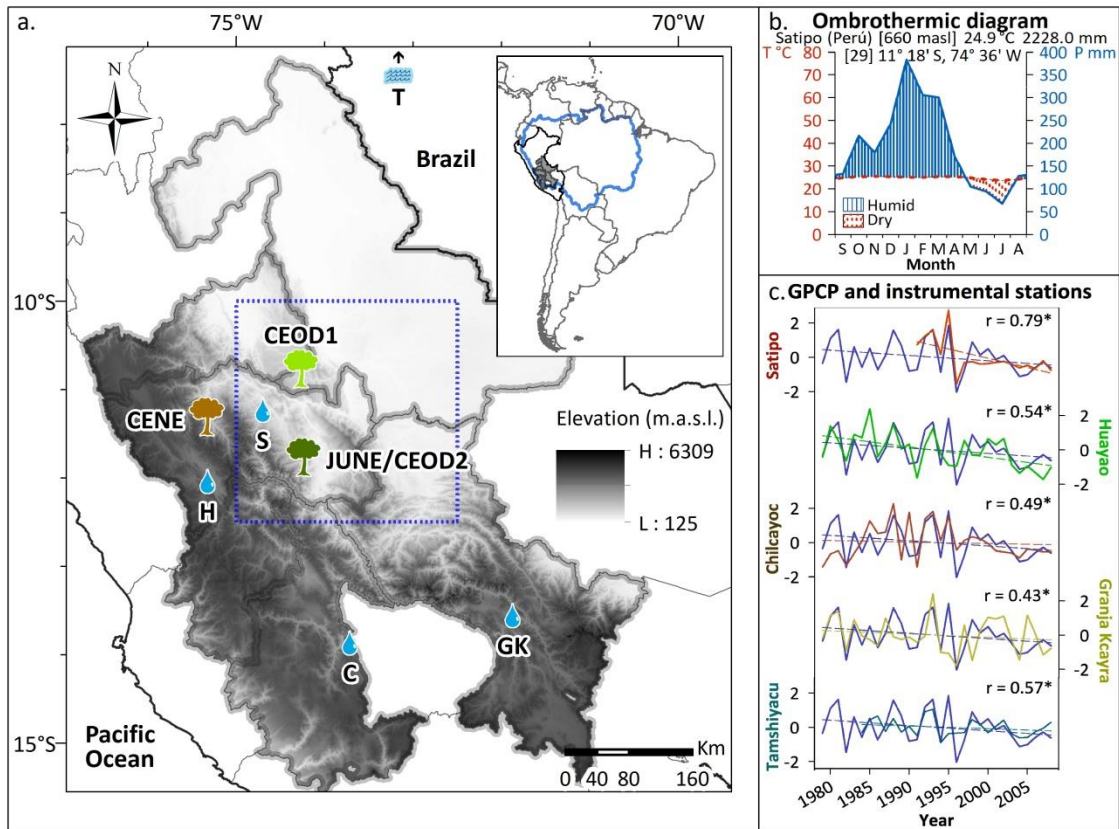 a.
75°W
70°W
N
T
Brazil
10°S
CEOD1
CENE
S
JUNE/CEOD2
H
Elevation (m.a.s.l.)
H : 6309
L : 125
GK
C
Pacific
Ocean
15°S
Km
0 40 80 160
b.
Ombrothermic diagram
Satipo (Perú) [660 masl] 24.9 °C 2228.0 mm
T °C
[29] 11° 18' S, 74° 36' W
P mm
80
70
60
50
40
30
20
10
0
400
350
300
250
200
150
100
50
0
Humid
Dry
S O N D J F M A M J J A
Month
c.
GPCP and instrumental stations
Satipo
2
0
-2
r = 0.79*
Huayao
2
0
-2
r = 0.54*
Chilcayoc
2
0
-2
r = 0.49*
Granja Kcayra
2
0
-2
r = 0.43*
Tamshiyacu
2
0
-2
r = 0.57*
1980 1985 1990 1995 2000 2005
Year